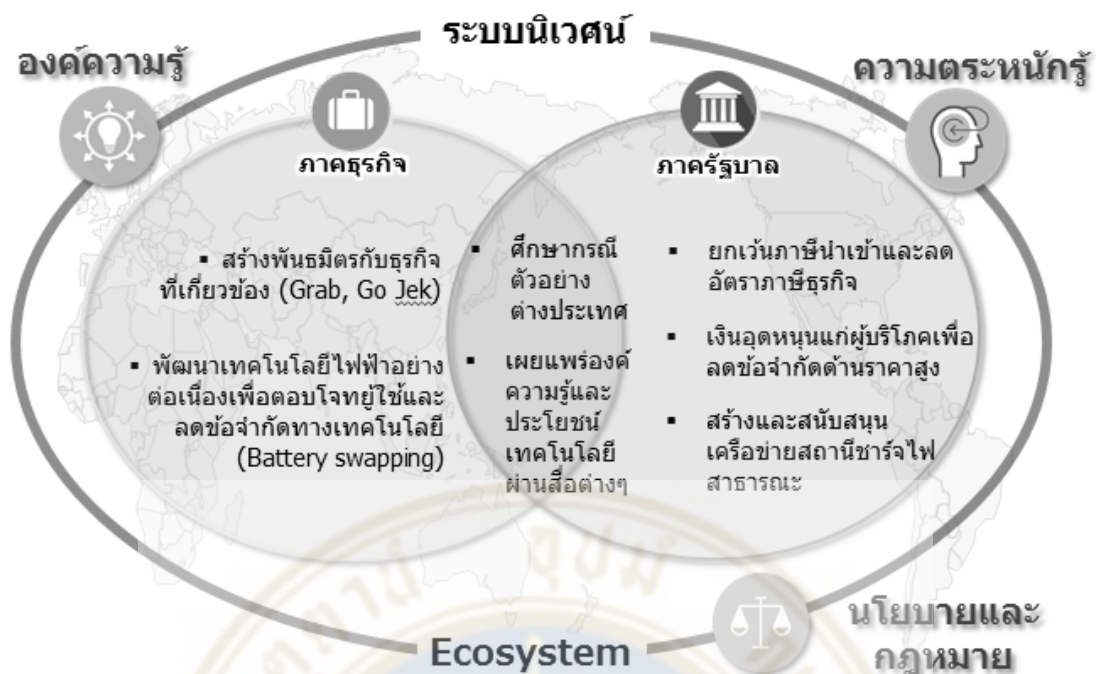 ระบบนิเวศน์
องค์ความรู้
ความตระหนักรู้
ภาคธุรกิจ
▪ สร้างพันธมิตรกับธุรกิจ
ที่เกี่ยวข้อง (Grab, Go Jek)
▪ พัฒนาเทคโนโลยีไฟฟ้าอย่าง
ต่อเนื่องเพื่อตอบโจทยู้ใช้และ
ลดข้อจำกัดทางเทคโนโลยี
(Battery swapping)
▪ ศึกษากรณี
ตัวอย่าง
ต่างประเทศ
▪ เผยแพร่องค์
ความรู้และ
ประโยชน์
เทคโนโลยี
ผ่านสื่อต่างๆ
ภาครัฐบาล
▪ ยกเว้นภาษีนำเข้าและลด
อัตราภาษีธุรกิจ
▪ เงินอุดหนุนแก่ผู้บริโภคเพื่อ
ลดข้อจำกัดด้านราคาสูง
▪ สร้างและสนับสนุน
เครือข่ายสถานีชาร์จไฟ
สาธารณะ
นโยบายและ
กฎหมาย
Ecosystem